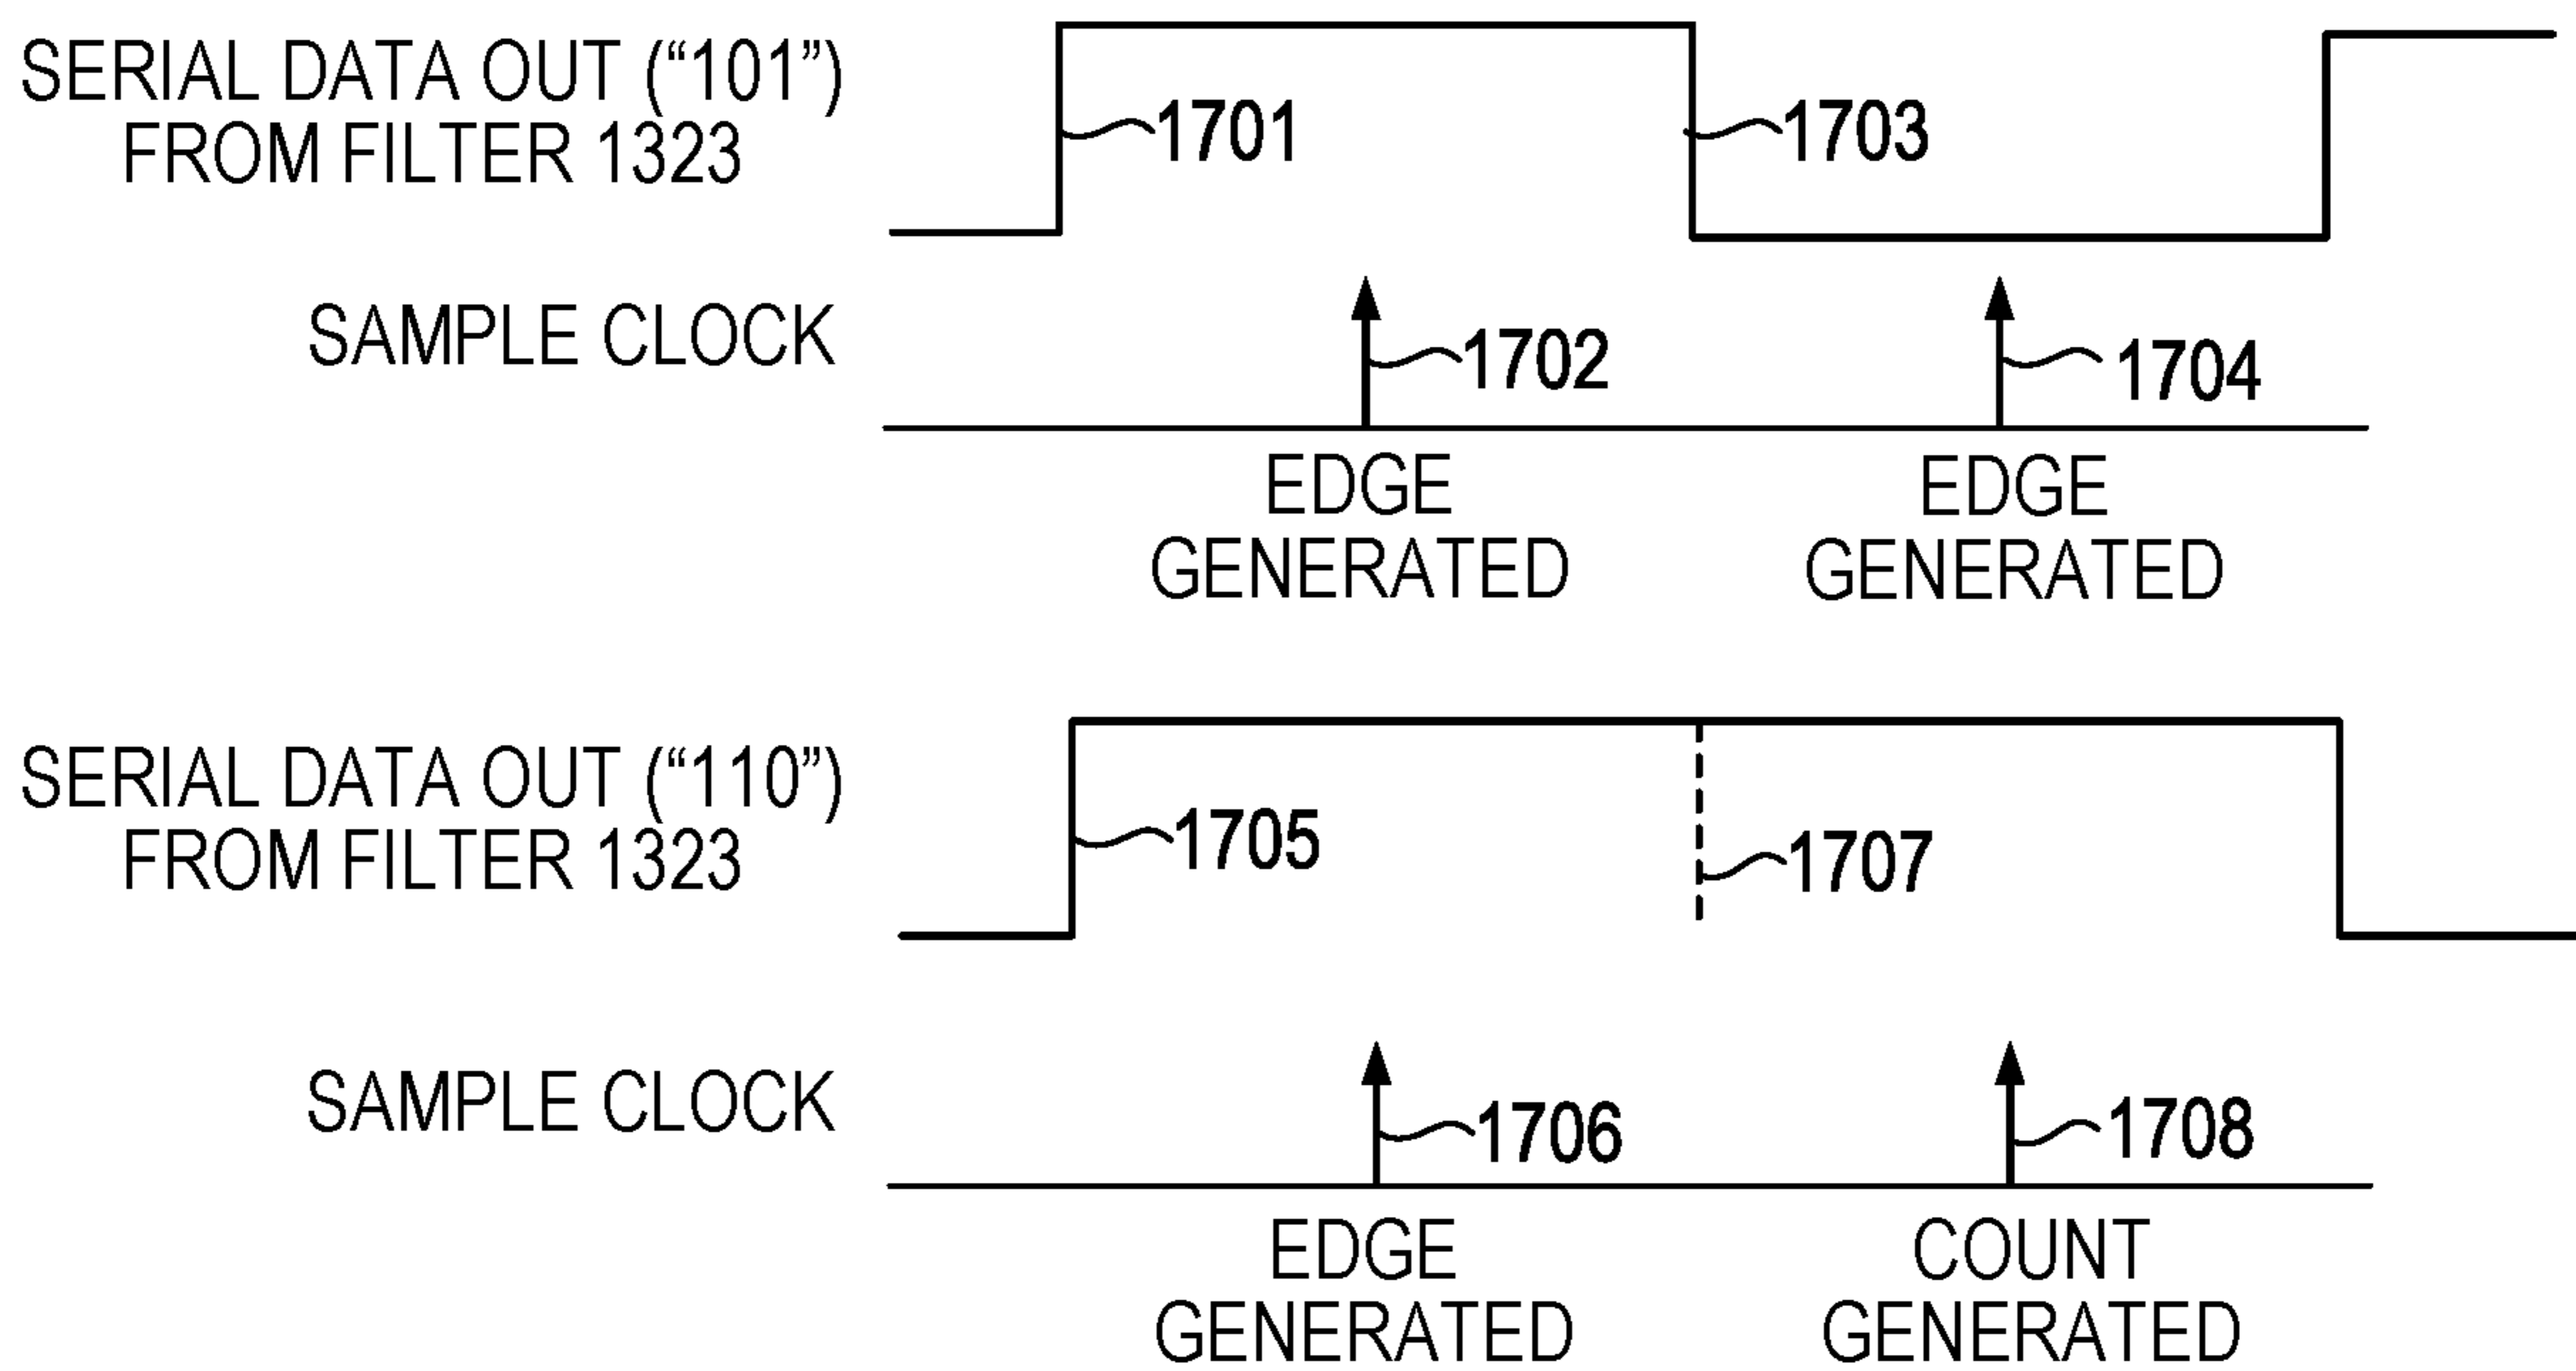 SERIAL DATA OUT (“101”)
FROM FILTER 1323
1701
1703
SAMPLE CLOCK
1702
1704
EDGE
GENERATED
EDGE
GENERATED
SERIAL DATA OUT (“110”)
FROM FILTER 1323
1705
1707
SAMPLE CLOCK
1706
1708
EDGE
GENERATED
COUNT
GENERATED